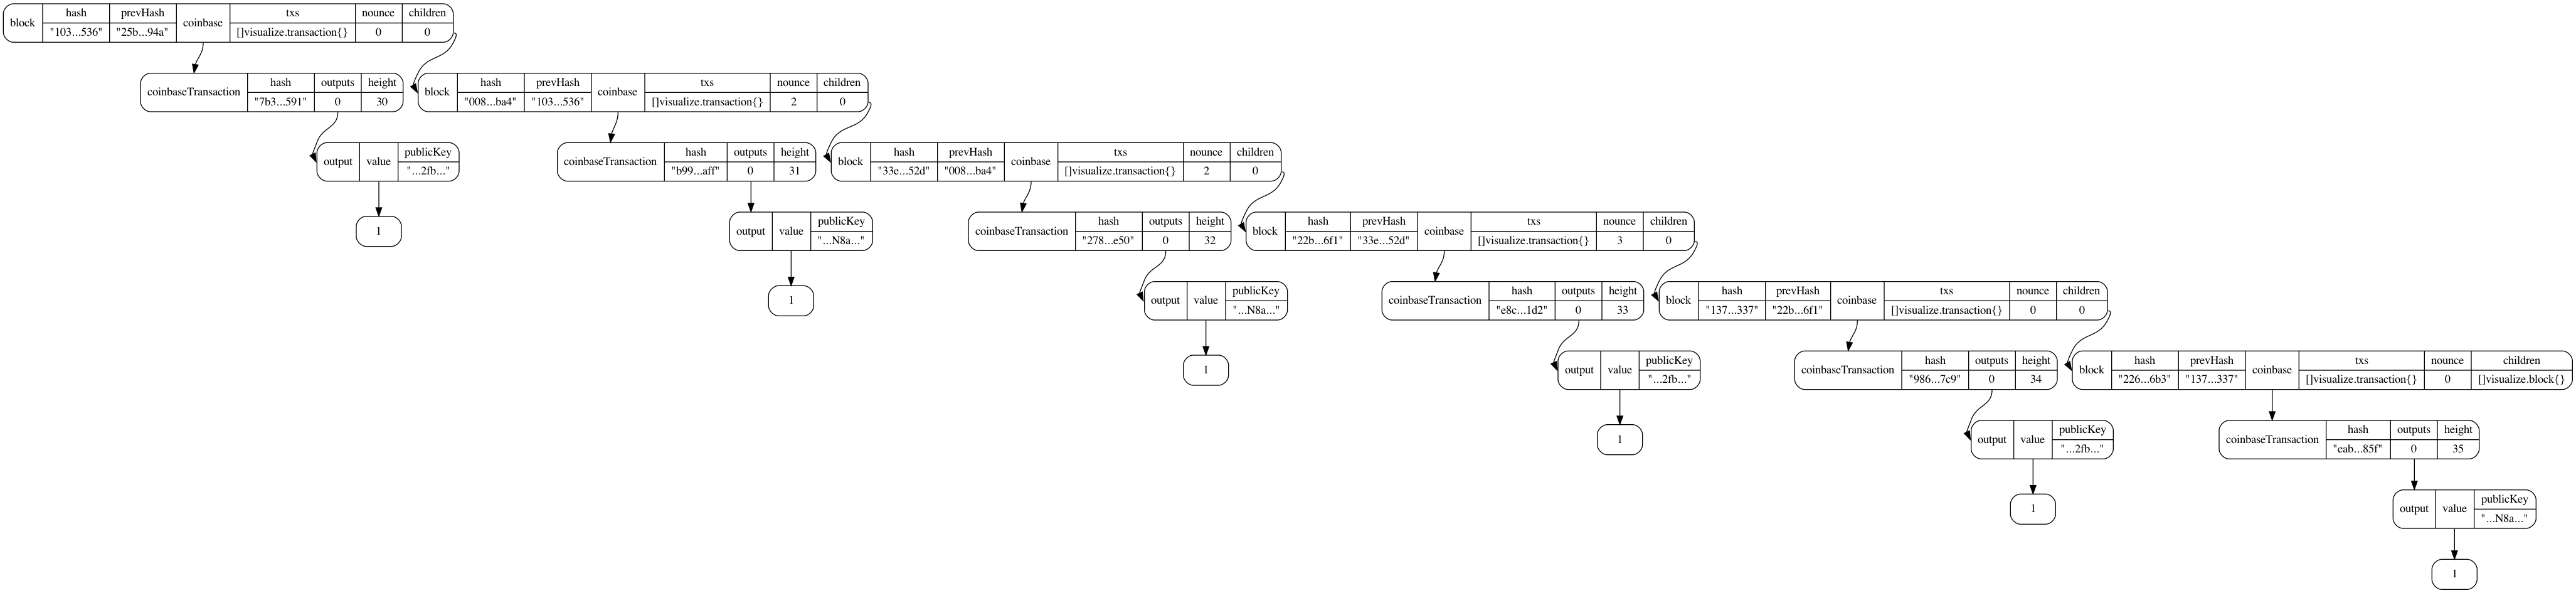 block hash prevHash coinbase txs nounce children
"103...536" "25b...94a" []visualize.transaction{} 0 0
coinbaseTransaction hash outputs height
"7b3...591" 0 30
block hash prevHash coinbase txs nounce children
"008...ba4" "103...536" []visualize.transaction{} 2 0
output value publicKey
"...2fb..."
coinbaseTransaction hash outputs height
"b99...aff" 0 31
block hash prevHash coinbase txs nounce children
"33e...52d" "008...ba4" []visualize.transaction{} 2 0
1
output value publicKey
"...N8a..."
coinbaseTransaction hash outputs height
"278...e50" 0 32
block hash prevHash coinbase txs nounce children
"22b...6f1" "33e...52d" []visualize.transaction{} 3 0
1
output value publicKey
"...N8a..."
coinbaseTransaction hash outputs height
"e8c...1d2" 0 33
block hash prevHash coinbase txs nounce children
"137...337" "22b...6f1" []visualize.transaction{} 0 0
1
output value publicKey
"...2fb..."
coinbaseTransaction hash outputs height
"986...7c9" 0 34
block hash prevHash coinbase txs nounce children
"226...6b3" "137...337" []visualize.transaction{} 0 []visualize.block{}
1
output value publicKey
"...2fb..."
coinbaseTransaction hash outputs height
"eab...85f" 0 35
1
output value publicKey
"...N8a..."
1